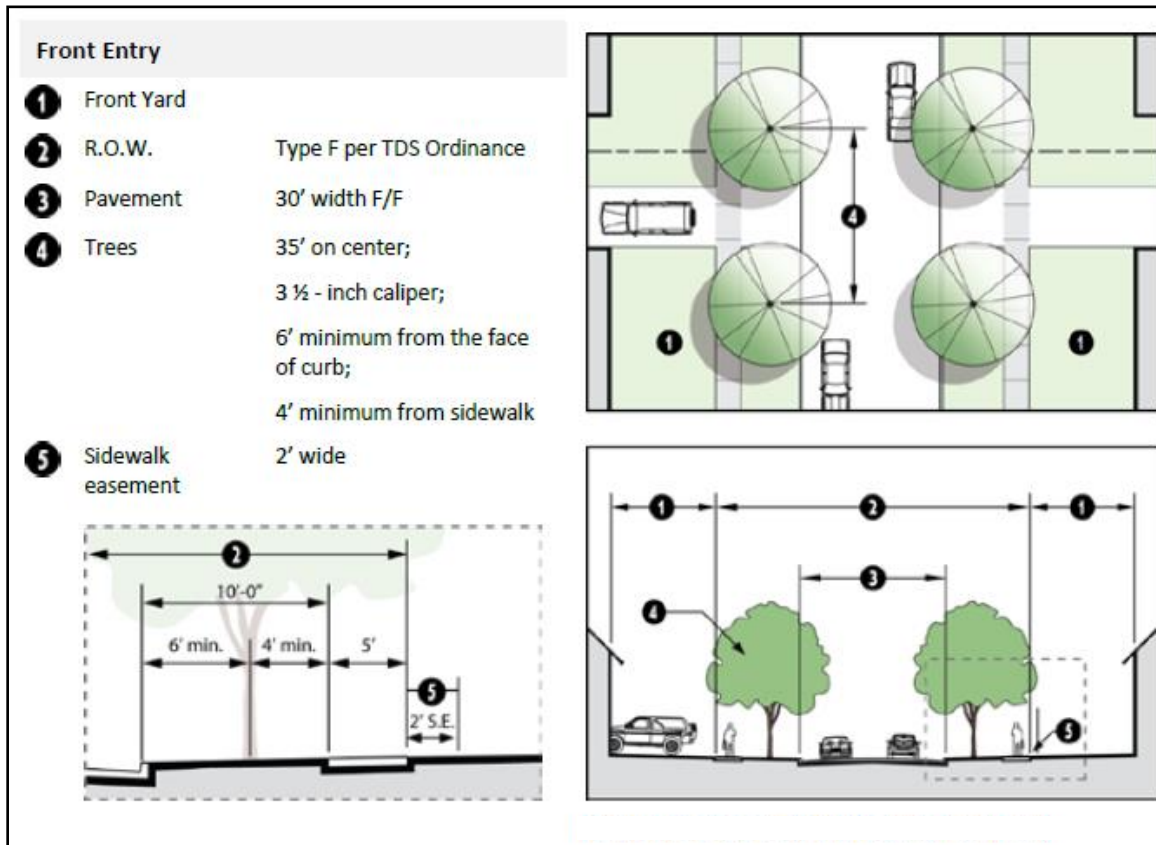 Front Entry
1 Front Yard
2 R.O.W. Type F per TDS Ordinance
3 Pavement 30’ width F/F
4 Trees 35’ on center;
3 ½ - inch caliper;
6’ minimum from the face
of curb;
4’ minimum from sidewalk
5 Sidewalk 2’ wide
easement
2
10’-0”
6’ min. 4’ min. 5’
5
2’ S.E.
4
1 1
1 2 1
3
4
5